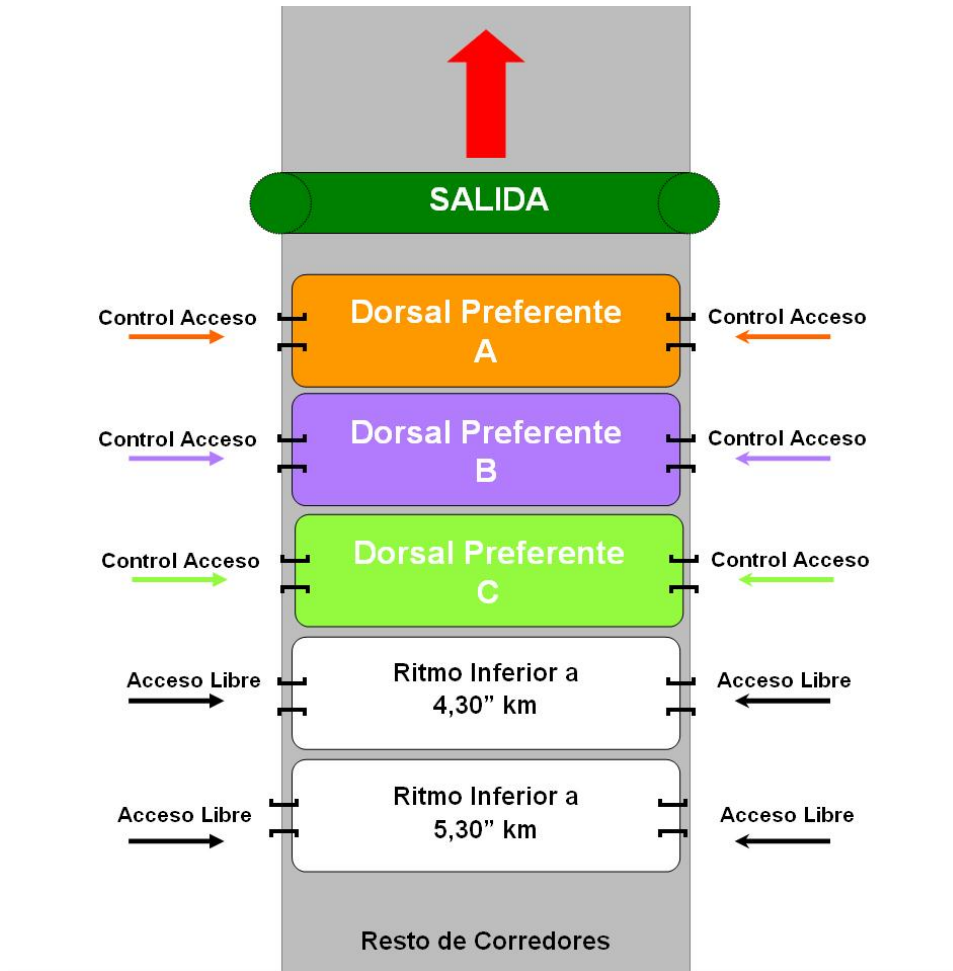 SALIDA
Dorsal Preferente
A
Control Acceso
Control Acceso
Dorsal Preferente
B
Control Acceso
Control Acceso
Dorsal Preferente
C
Control Acceso
Control Acceso
Ritmo Inferior a
4,30” km
Acceso Libre
Acceso Libre
Ritmo Inferior a
5,30” km
Acceso Libre
Acceso Libre
Resto de Corredores